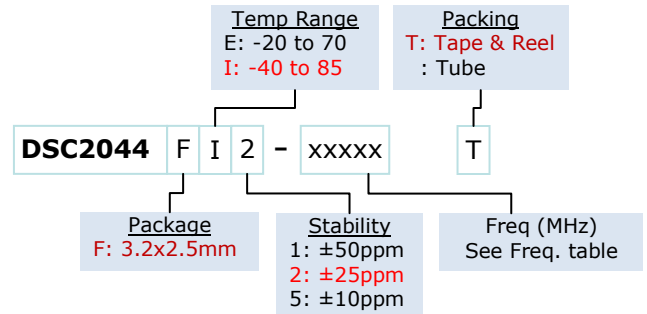 Temp Range
E: -20 to 70
I: -40 to 85
Packing
T: Tape & Reel
: Tube
DSC2044 F I 2 – xxxxx T
Package
F: 3.2x2.5mm
Stability
1: ±50ppm
2: ±25ppm
5: ±10ppm
Freq (MHz)
See Freq. table